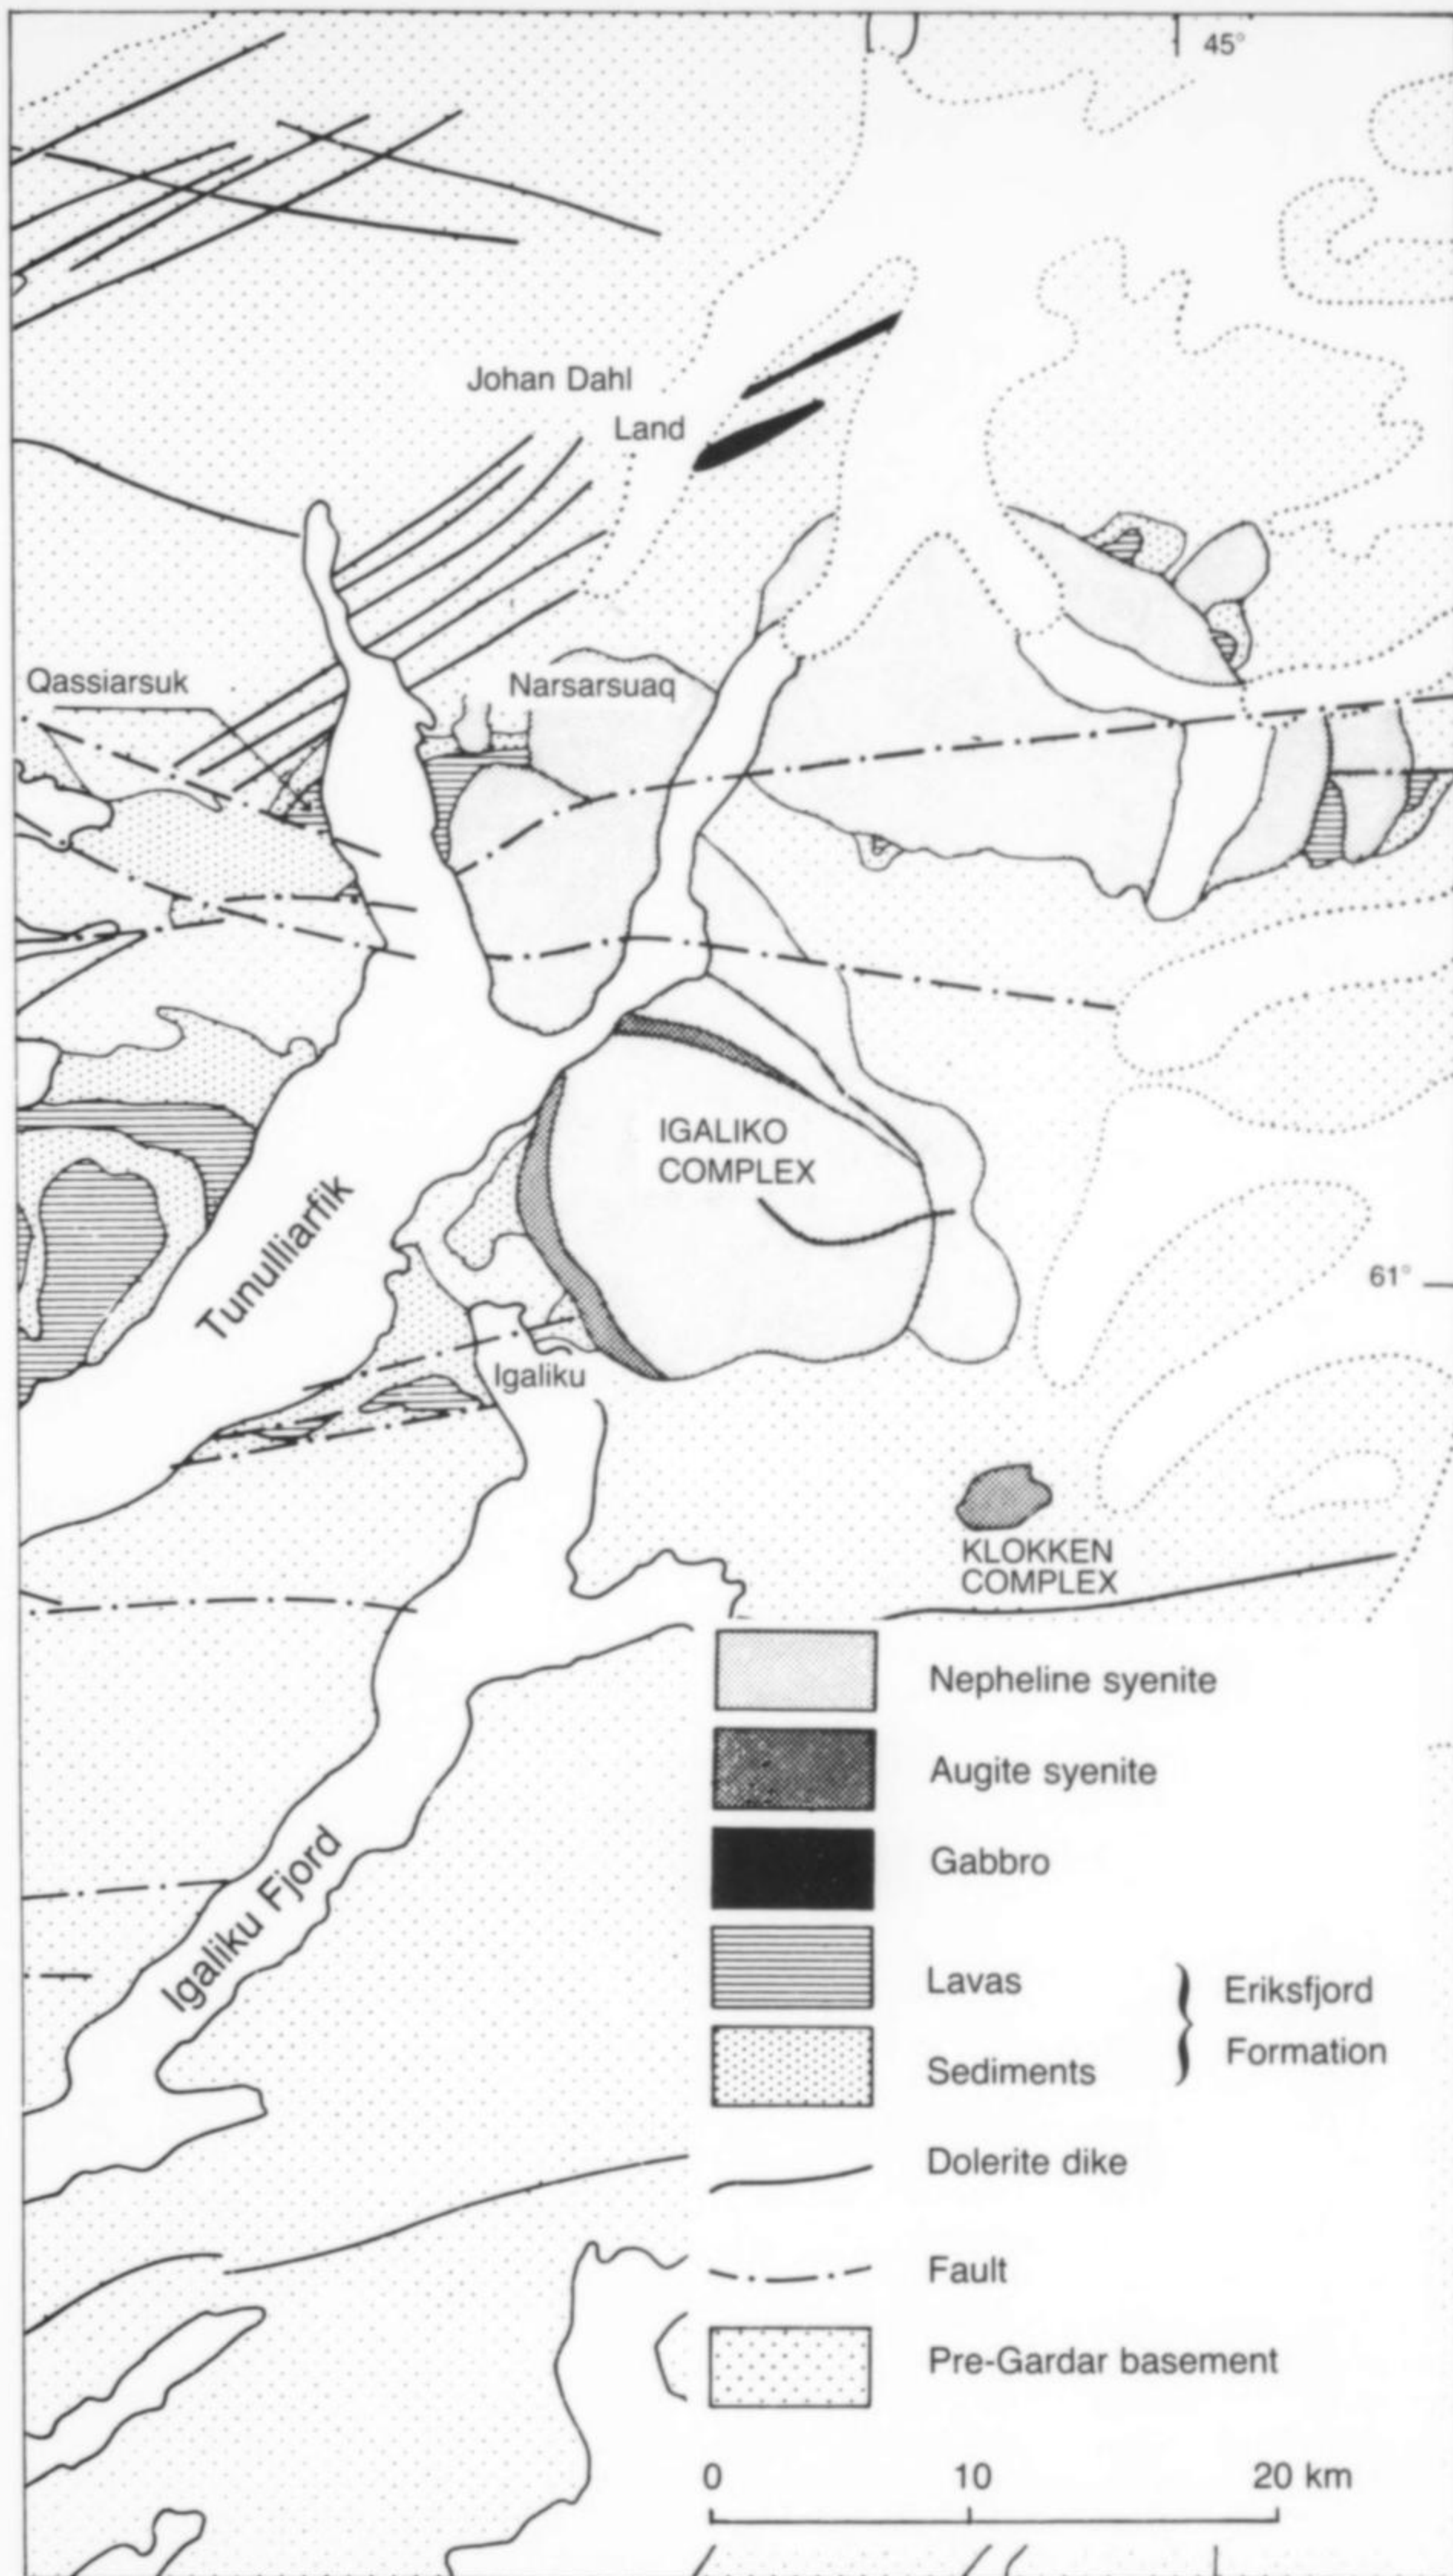 45°
Johan Dahl
Land
Qassiarsuk
Narsarsuaq
IGALIKO
COMPLEX
Tunulliarfik
61°
Igaliku
KLOKKEN
COMPLEX
Nepheline syenite
Augite syenite
Igaliku Fjord
Gabbro
Lavas
Eriksfjord
Formation
Sediments
Dolerite dike
Fault
Pre-Gardar basement
0 10 20 km